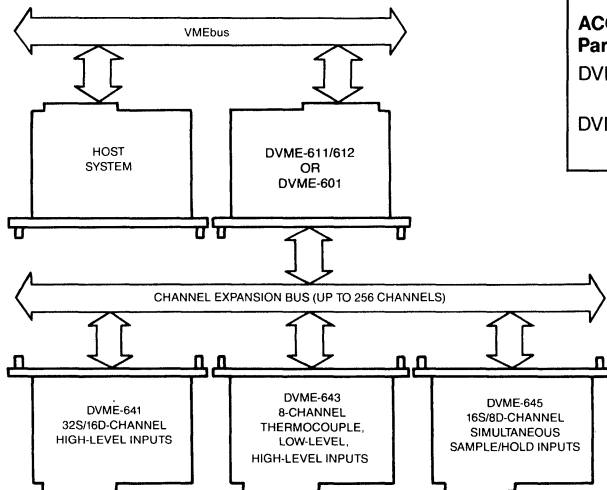 VMEbus
ACC
Par
DVI
DVI
HOST
SYSTEM
DVME-611/612
OR
DVME-601
CHANNEL EXPANSION BUS (UP TO 256 CHANNELS)
DVME-641
32S/16D-CHANNEL
HIGH-LEVEL INPUTS
DVME-643
8-CHANNEL
THERMOCOUPLE,
LOW-LEVEL,
HIGH-LEVEL INPUTS
DVME-645
16S/8D-CHANNEL
SIMULTANEOUS
SAMPLE/HOLD INPUTS